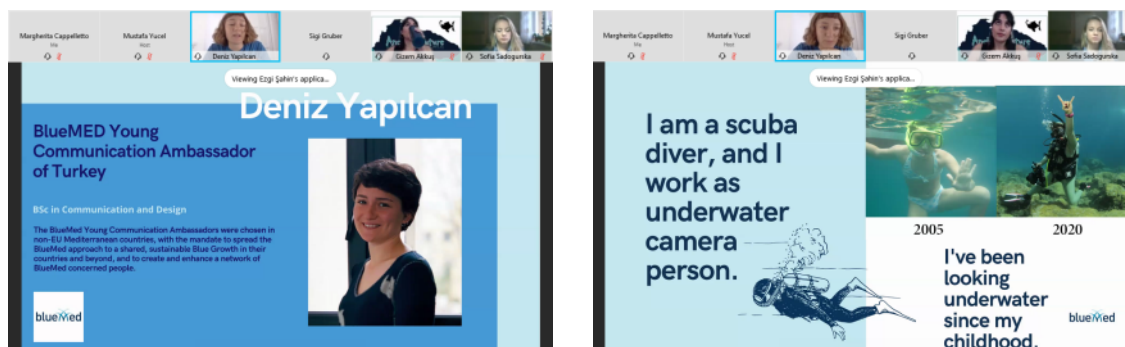 Margherita Cappelletto
Me
Mustafa Yucel
Host
Deniz Yapilcan
Sigi Gruber
Gizem Akkuş
Sofia Sadogurska
Viewing Ezgi Şahin's applica...
Deniz Yapılcan
BlueMED Young
Communication Ambassador
of Turkey
BSc in Communication and Design
The BlueMed Young Communication Ambassadors were chosen in
non-EU Mediterranean countries, with the mandate to spread the
BlueMed approach to a shared, sustainable Blue Growth in their
countries and beyond, and to create and enhance a network of
BlueMed concerned people.
bluemed
Margherita Cappelletto
Me
Mustafa Yucel
Host
Deniz Yapilcan
Sigi Gruber
Gizem Akkuş
Sofia Sadogurska
Viewing Ezgi Şahin's applica...
I am a scuba
diver, and I
work as
underwater
camera
person.
2005
2020
I've been
looking
underwater
since my
childhood.
bluemed